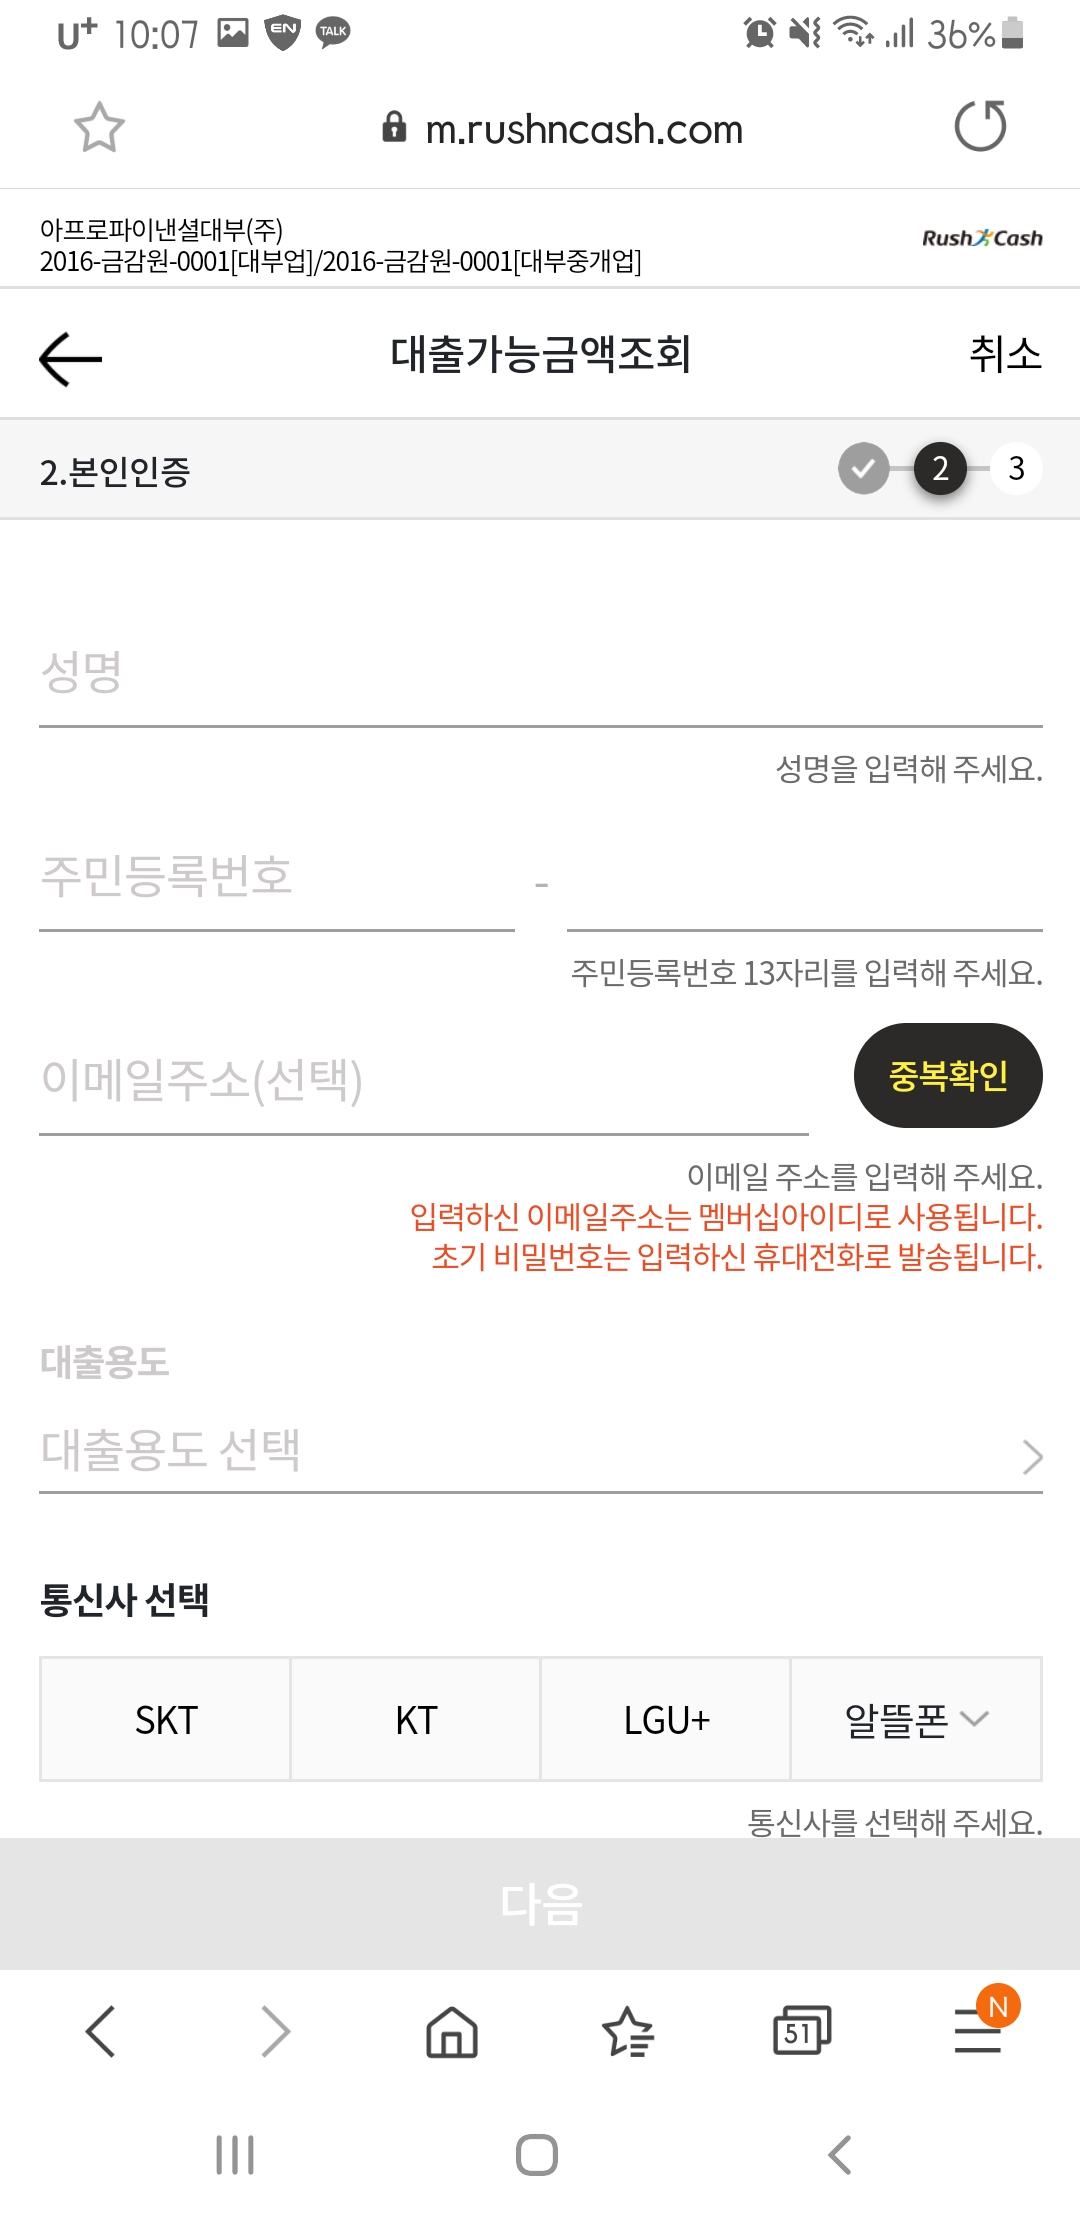 U+ 10:07 EN TALK 36%
m.rushncash.com
아프로파이낸셜대부(주)
2016-금감원-0001[대부업]/2016-금감원-0001[대부중개업]
Rush Cash
대출가능금액조회 취소
2.본인인증 2 3
성명
성명을 입력해 주세요.
주민등록번호 -
주민등록번호 13자리를 입력해 주세요.
이메일주소(선택) 중복확인
이메일 주소를 입력해 주세요.
입력하신 이메일주소는 멤버십아이디로 사용됩니다.
초기 비밀번호는 입력하신 휴대전화로 발송됩니다.
대출용도
대출용도 선택
통신사 선택
SKT KT LGU+ 알뜰폰
통신사를 선택해 주세요.
다음
51 N